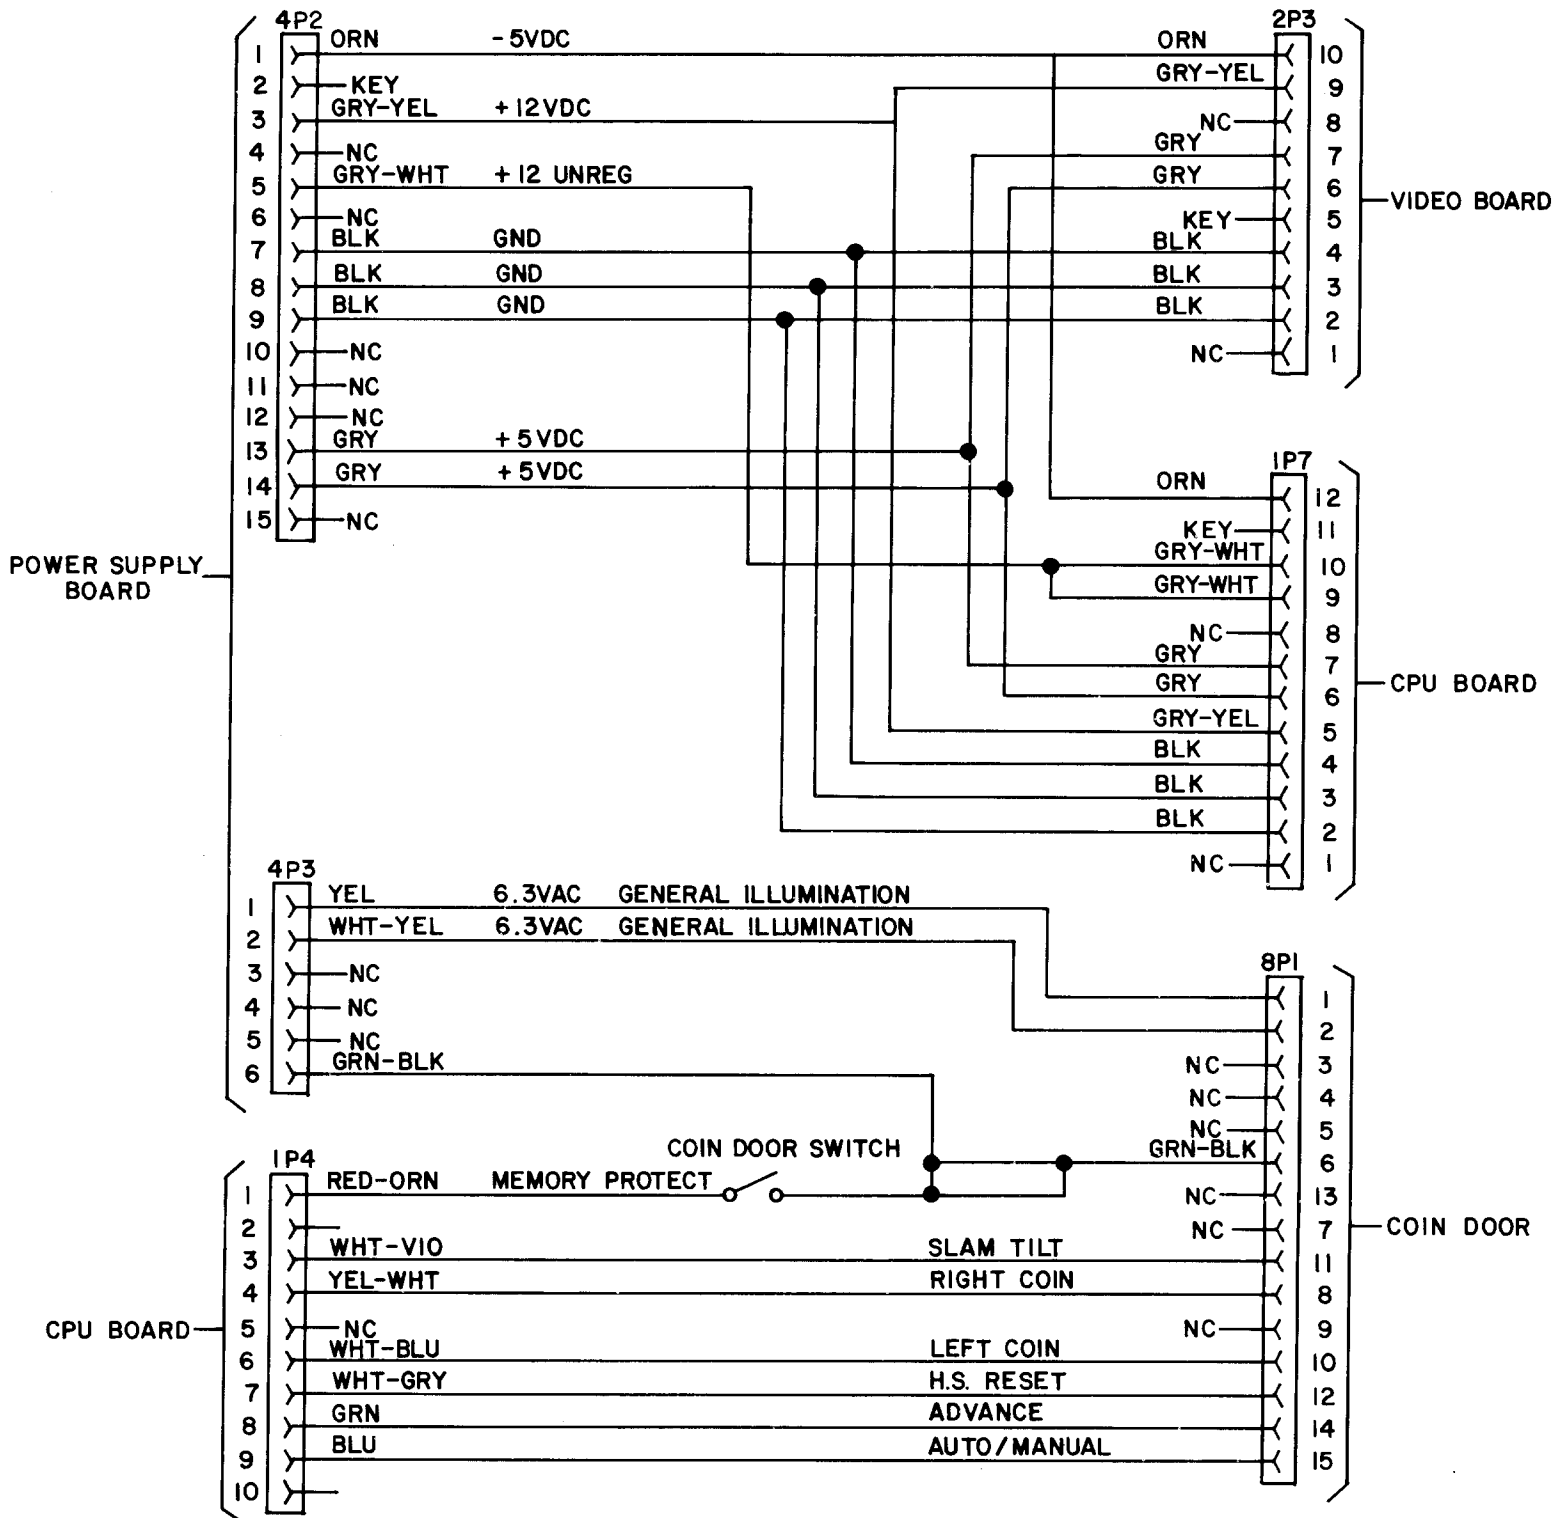 4P2
1 ORN -5VDC
2 KEY
3 GRY-YEL +12VDC
4 NC
5 GRY-WHT +12 UNREG
6 NC
7 BLK GND
8 BLK GND
9 BLK GND
10 NC
11 NC
12 NC
13 GRY +5VDC
14 GRY +5VDC
15 NC
POWER SUPPLY
BOARD
2P3
ORN 10
GRY-YEL 9
NC 8
GRY 7
GRY 6
KEY 5
BLK 4
BLK 3
BLK 2
NC 1
VIDEO BOARD
1P7
ORN 12
KEY 11
GRY-WHT 10
GRY-WHT 9
NC 8
GRY 7
GRY 6
GRY-YEL 5
BLK 4
BLK 3
BLK 2
NC 1
CPU BOARD
4P3
1 YEL 6.3VAC GENERAL ILLUMINATION
2 WHT-YEL 6.3VAC GENERAL ILLUMINATION
3 NC
4 NC
5 NC
6 GRN-BLK
8P1
1
2
NC 3
NC 4
NC 5
GRN-BLK 6
NC 13
NC 7
11
8
NC 9
10
12
14
15
COIN DOOR
COIN DOOR SWITCH
1P4
1 RED-ORN MEMORY PROTECT
2
3 WHT-VIO SLAM TILT
4 YEL-WHT RIGHT COIN
5 NC
6 WHT-BLU LEFT COIN
7 WHT-GRY H.S. RESET
8 GRN ADVANCE
9 BLU AUTO/MANUAL
10
CPU BOARD